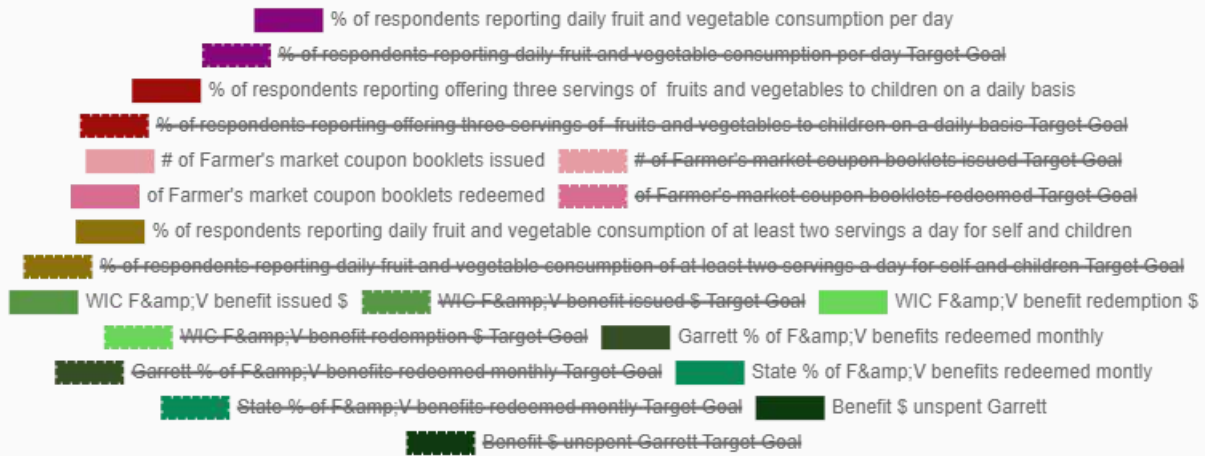 % of respondents reporting daily fruit and vegetable consumption per day
% of respondents reporting daily fruit and vegetable consumption per day Target Goal
% of respondents reporting offering three servings of  fruits and vegetables to children on a daily basis
% of respondents reporting offering three servings of  fruits and vegetables to children on a daily basis Target Goal
# of Farmer's market coupon booklets issued # of Farmer's market coupon booklets issued Target Goal
of Farmer's market coupon booklets redeemed of Farmer's market coupon booklets redeemed Target Goal
% of respondents reporting daily fruit and vegetable consumption of at least two servings a day for self and children
% of respondents reporting daily fruit and vegetable consumption of at least two servings a day for self and children Target Goal
WIC F&amp;V benefit issued $ WIC F&amp;V benefit issued $ Target Goal WIC F&amp;V benefit redemption $
WIC F&amp;V benefit redemption $ Target Goal Garrett % of F&amp;V benefits redeemed monthly
Garrett % of F&amp;V benefits redeemed monthly Target Goal State % of F&amp;V benefits redeemed montly
State % of F&amp;V benefits redeemed montly Target Goal Benefit $ unspent Garrett
Benefit $ unspent Garrett Target Goal